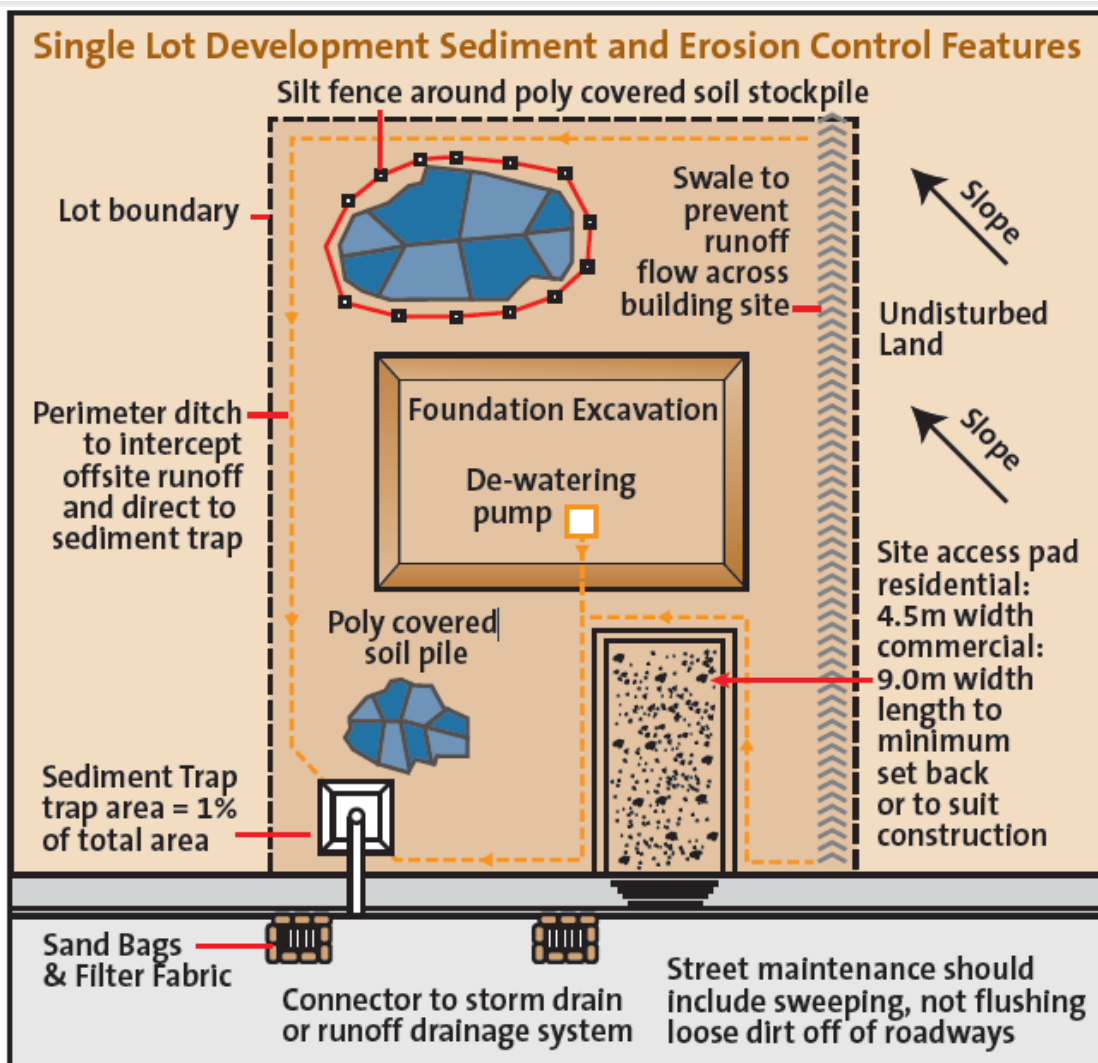 Single Lot Development Sediment and Erosion Control Features
Silt fence around poly covered soil stockpile
Lot boundary
Swale to
prevent
runoff
flow across
building site
Slope
Undisturbed
Land
Perimeter ditch
to intercept
offsite runoff
and direct to
sediment trap
Foundation Excavation
De-watering
pump
Slope
Site access pad
residential:
4.5m width
commercial:
9.0m width
length to
minimum
set back
or to suit
construction
Poly covered
soil pile
Sediment Trap
trap area = 1%
of total area
Sand Bags
& Filter Fabric
Connector to storm drain
or runoff drainage system
Street maintenance should
include sweeping, not flushing
loose dirt off of roadways